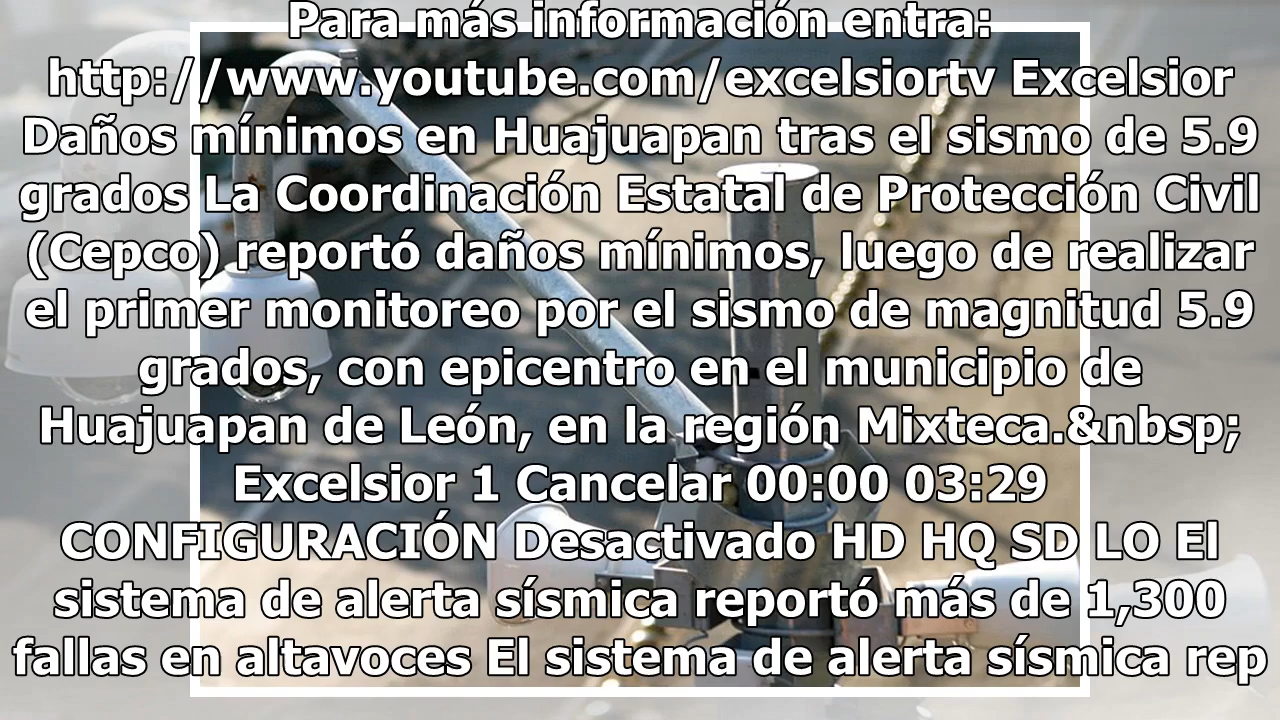 Para más información entra:
http://www.youtube.com/excelsiortv Excelsior
Daños mínimos en Huajuapan tras el sismo de 5.9
grados La Coordinación Estatal de Protección Civil
(Cepco) reportó daños mínimos, luego de realizar
el primer monitoreo por el sismo de magnitud 5.9
grados, con epicentro en el municipio de
Huajuapan de León, en la región Mixteca.&nbsp;
Excelsior 1 Cancelar 00:00 03:29
CONFIGURACIÓN Desactivado HD HQ SD LO El
sistema de alerta sísmica reportó más de 1,300
fallas en altavoces El sistema de alerta sísmica rep